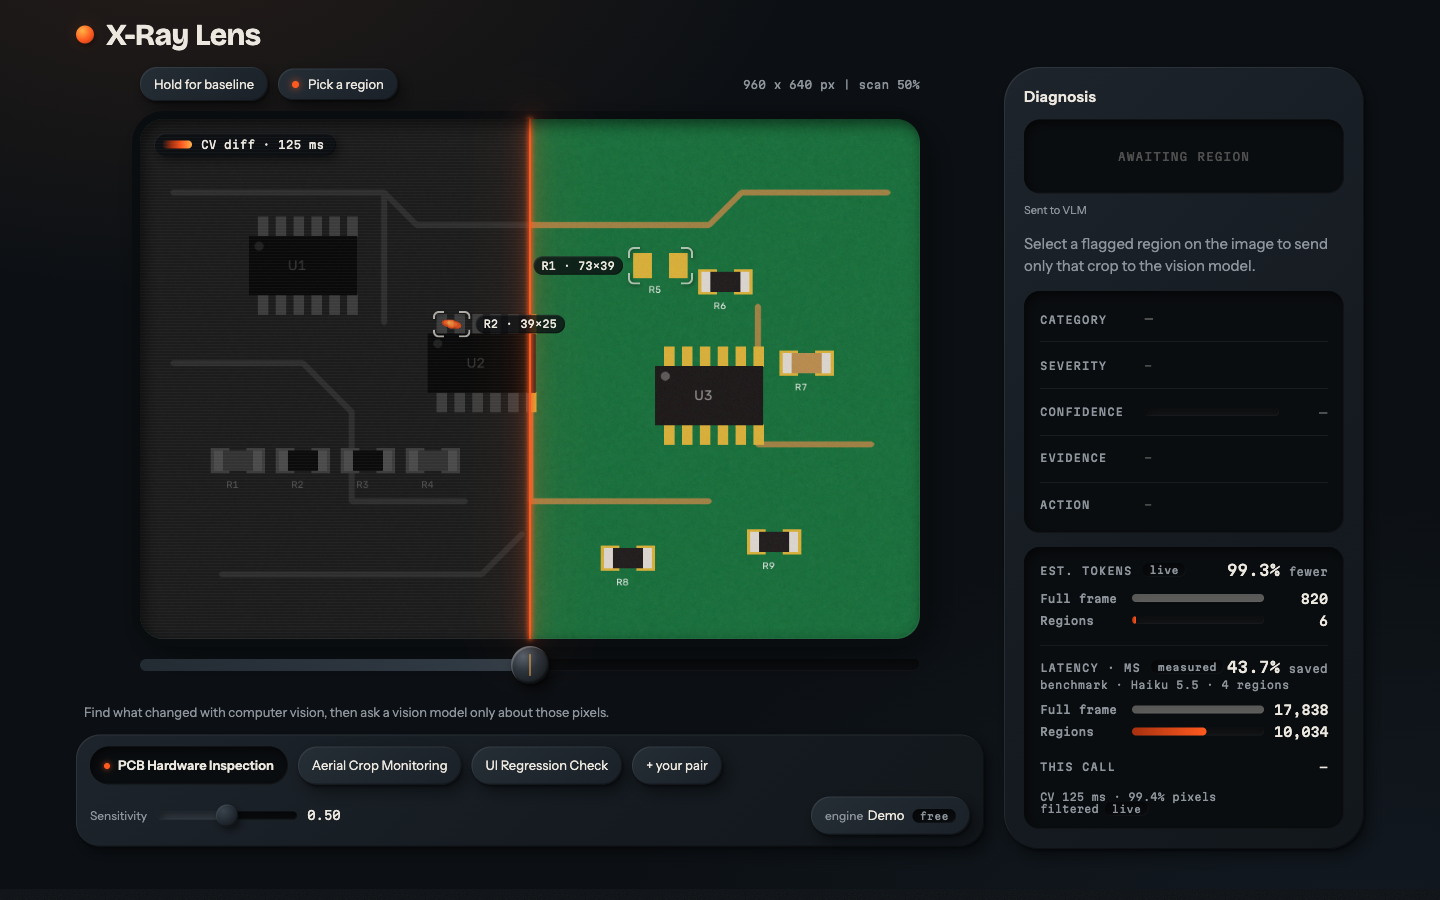 X-Ray Lens
Hold for baseline
Pick a region
960 x 640 px | scan 50%
CV diff · 125 ms
U1
R1 · 73×39
R5
R6
R2 · 39×25
U2
U3
R7
R1
R2
R3
R4
R8
R9
Find what changed with computer vision, then ask a vision model only about those pixels.
PCB Hardware Inspection
Aerial Crop Monitoring
UI Regression Check
+ your pair
Sensitivity
0.50
engine Demo free
Diagnosis
AWAITING REGION
Sent to VLM
Select a flagged region on the image to send
only that crop to the vision model.
CATEGORY –
SEVERITY –
CONFIDENCE –
EVIDENCE –
ACTION –
EST. TOKENS live 99.3% fewer
Full frame 820
Regions 6
LATENCY · MS measured 43.7% saved
benchmark · Haiku 5.5 · 4 regions
Full frame 17,838
Regions 10,034
THIS CALL –
CV 125 ms · 99.4% pixels
filtered live